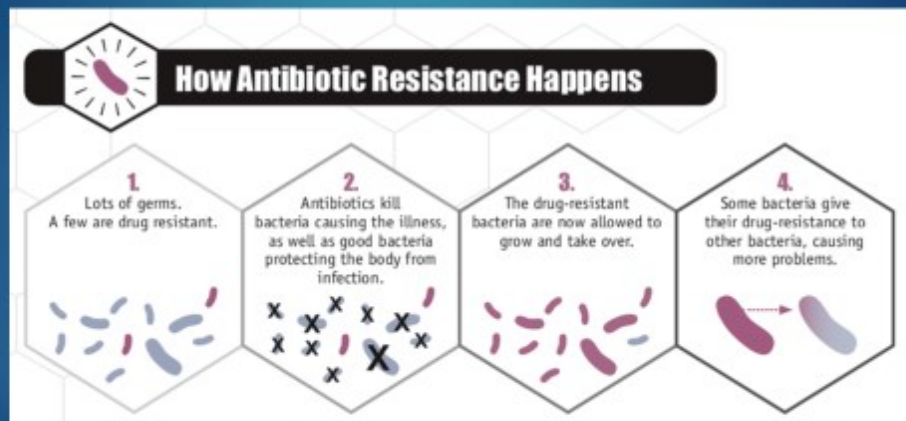 How Antibiotic Resistance Happens
1.
Lots of germs.
A few are drug resistant.
2.
Antibiotics kill
bacteria causing the illness,
as well as good bacteria
protecting the body from
infection.
3.
The drug-resistant
bacteria are now allowed to
grow and take over.
4.
Some bacteria give
their drug-resistance to
other bacteria, causing
more problems.